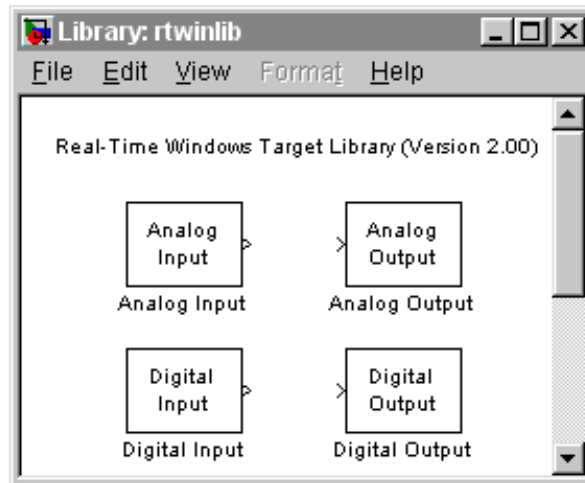 Library: rtwinlib
File Edit View Format Help
Real-Time Windows Target Library (Version 2.00)
Analog Input
Analog Output
Analog Input
Analog Output
Digital Input
Digital Output
Digital Input
Digital Output